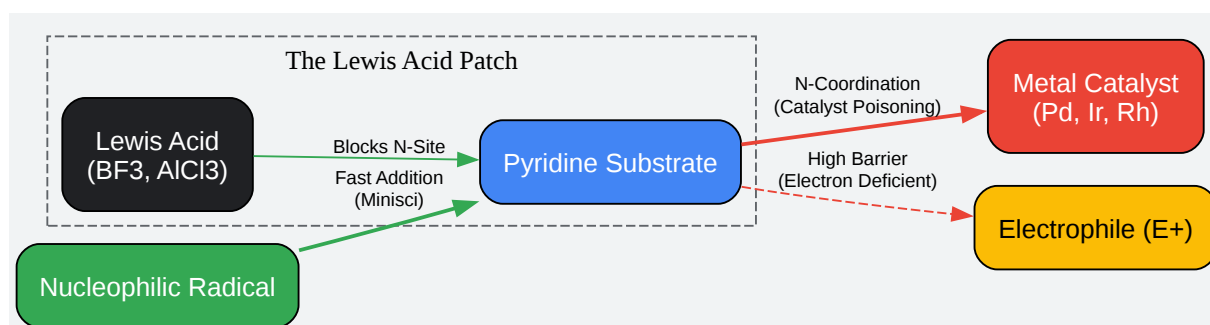 The Lewis Acid Patch
Lewis Acid
(BF3, AlCl3)
Blocks N-Site
Fast Addition
(Minisci)
Pyridine Substrate
N-Coordination
(Catalyst Poisoning)
Metal Catalyst
(Pd, Ir, Rh)
High Barrier
(Electron Deficient)
Electrophile (E+)
Nucleophilic Radical